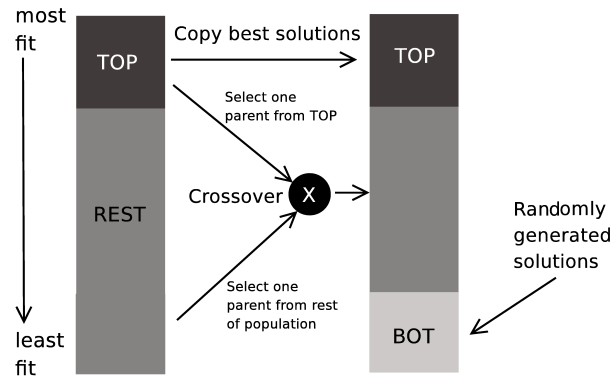 most
fit
TOP
Copy best solutions
TOP
Select one
parent from TOP
REST
Crossover
X
Randomly
generated
solutions
Select one
parent from rest
of population
least
fit
BOT